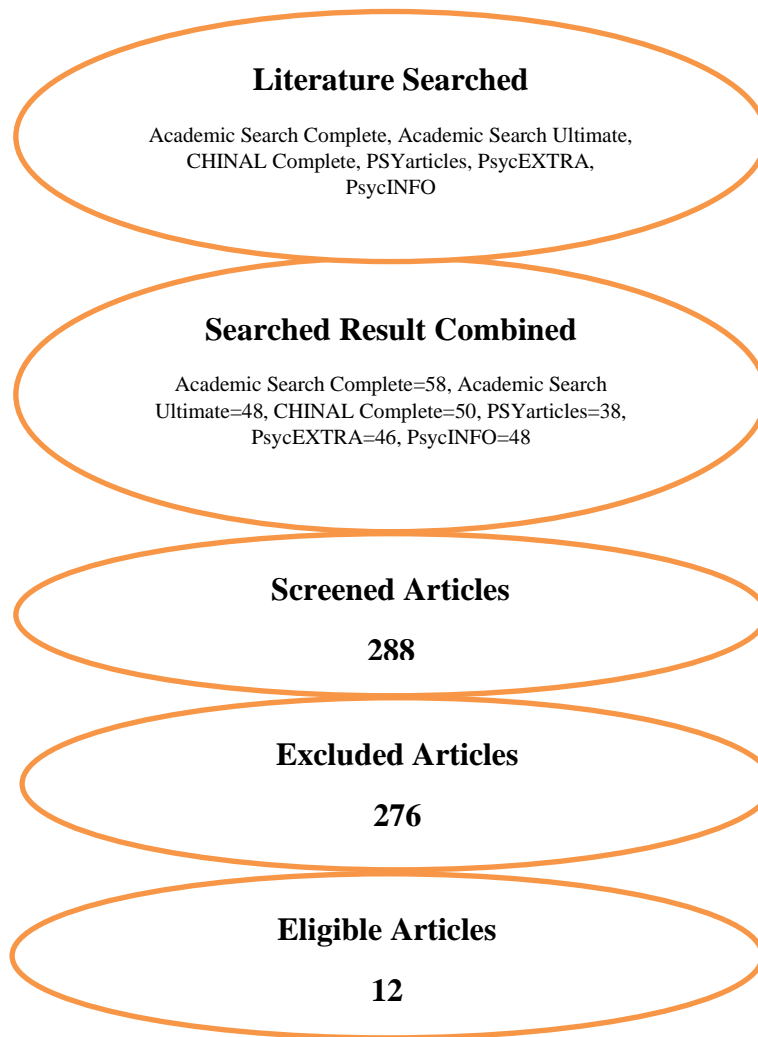 Literature Searched
Academic Search Complete, Academic Search Ultimate,
CHINAL Complete, PSYarticles, PsycEXTRA,
PsycINFO
Searched Result Combined
Academic Search Complete=58, Academic Search
Ultimate=48, CHINAL Complete=50, PSYarticles=38,
PsycEXTRA=46, PsycINFO=48
Screened Articles
288
Excluded Articles
276
Eligible Articles
12